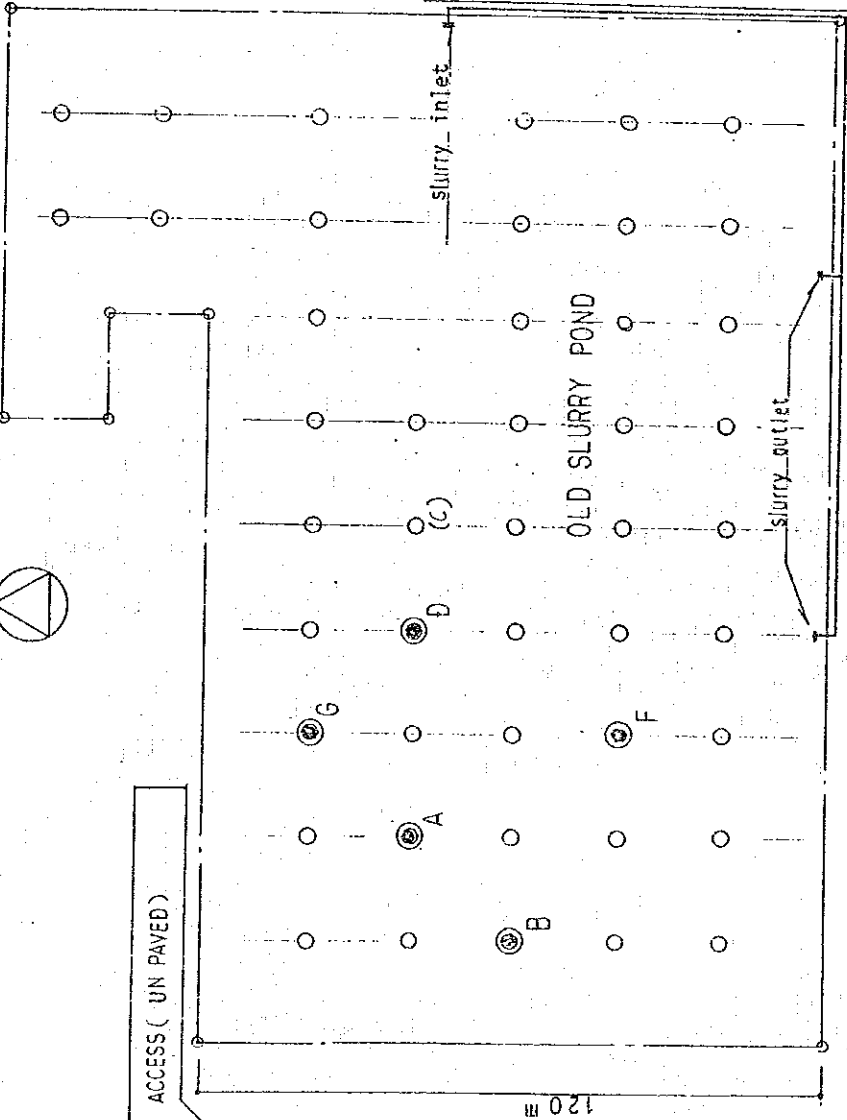 ACCESS ( UN PAVED)
slurry_inlet
OLD SLURRY POND
slurry_outlet
(C)
D
G
F
A
B
120 m